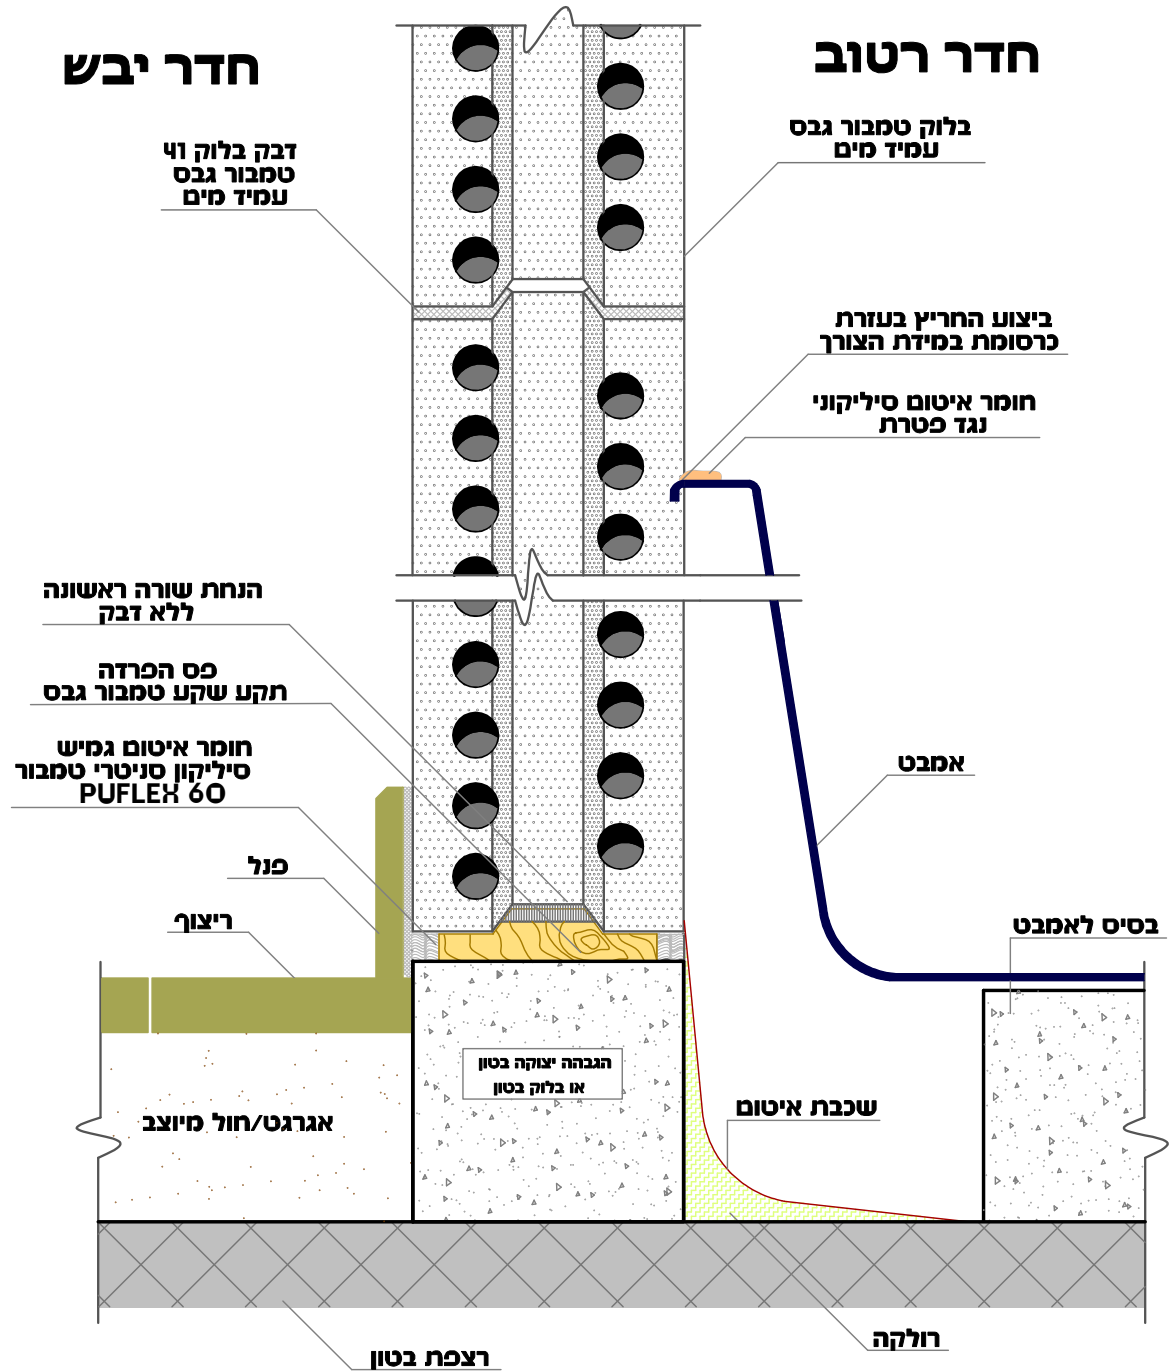 חדר רטוב
חדר יבש
בלוק טמבור גבס
עמיד מים
דבק בלוק 41
טמבור גבס
עמיד מים
ביצוע החריץ בעזרת
כרסומת במידת הצורך
חומר איטום סיליקוני
נגד פטרת
הנחת שורה ראשונה
ללא דבק
פס הפרדה
תקע שקע טמבור גבס
חומר איטום גמיש
סיליקון סניטרי טמבור
PUFLEX 60
אמבט
פנל
ריצוף
בסיס לאמבט
הגבהה יצוקה בטון
או בלוק בטון
שכבת איטום
אגרגט/חול מיוצב
רולקה
רצפת בטון